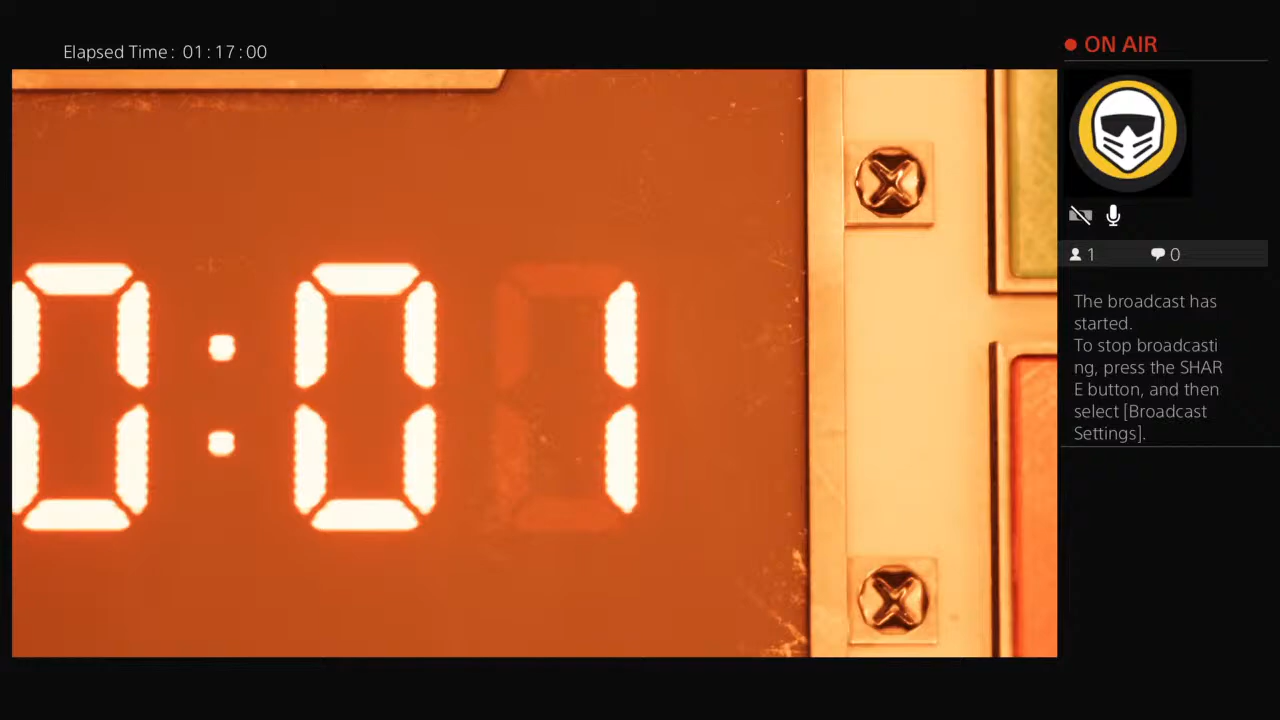 Elapsed Time: 01:17:00
ON AIR
0:01
1
0
The broadcast has
started.
To stop broadcasti
ng, press the SHAR
E button, and then
select [Broadcast
Settings].